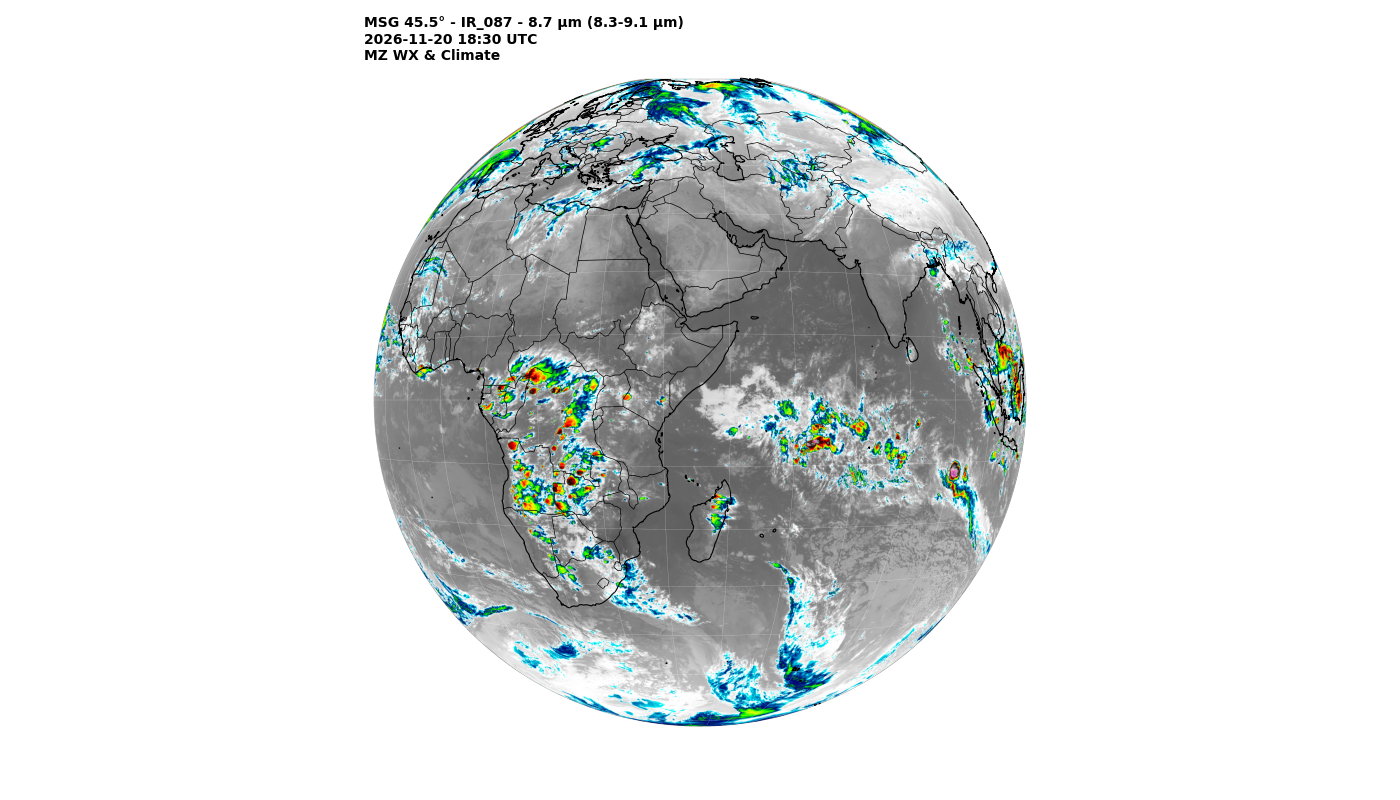 MSG 45.5° - IR_087 - 8.7 µm (8.3-9.1 µm)
2026-11-20 18:30 UTC
MZ WX & Climate